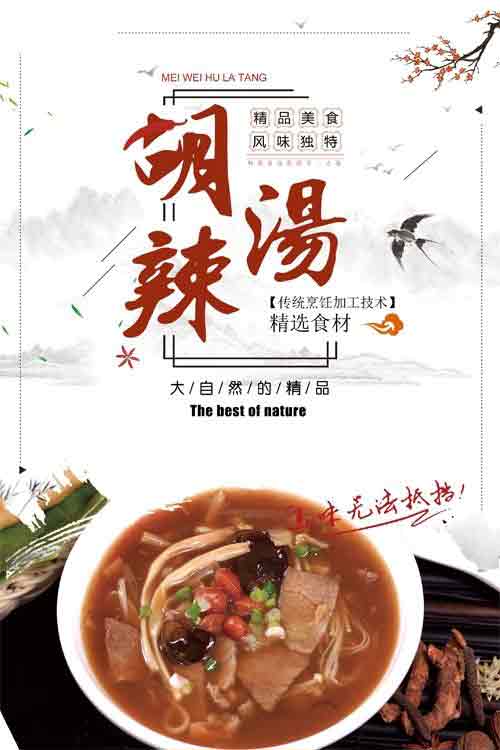 MEI WEI HU LA TANG
胡辣湯
精品美食
风味独特
【传统烹饪加工技术】
精选食材
大/自/然/的/精/品
The best of nature
美味无法抵挡!